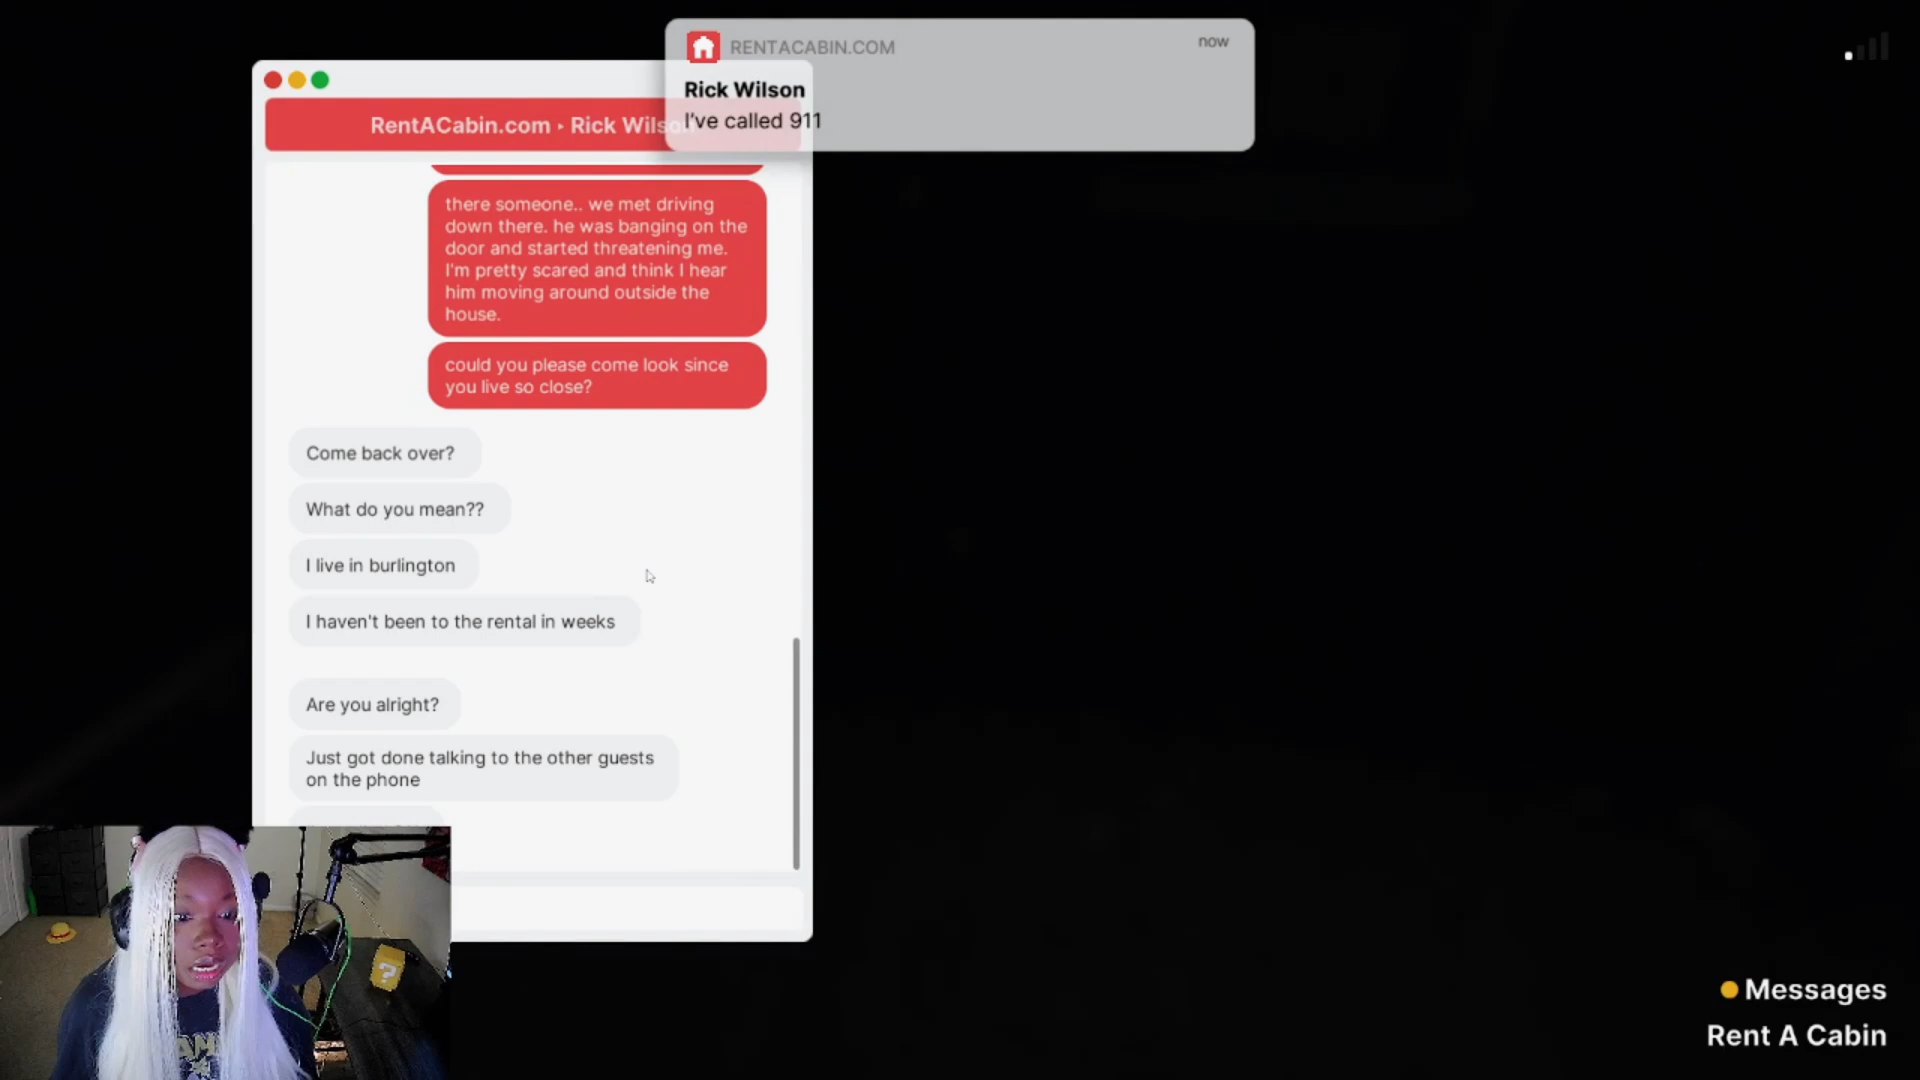 RENTACABIN.COM
now
Rick Wilson
I've called 911
RentACabin.com • Rick Wilson
there someone.. we met driving
down there. he was banging on the
door and started threatening me.
I'm pretty scared and think I hear
him moving around outside the
house.
could you please come look since
you live so close?
Come back over?
What do you mean??
I live in burlington
I haven't been to the rental in weeks
Are you alright?
Just got done talking to the other guests
on the phone
?
Messages
Rent A Cabin